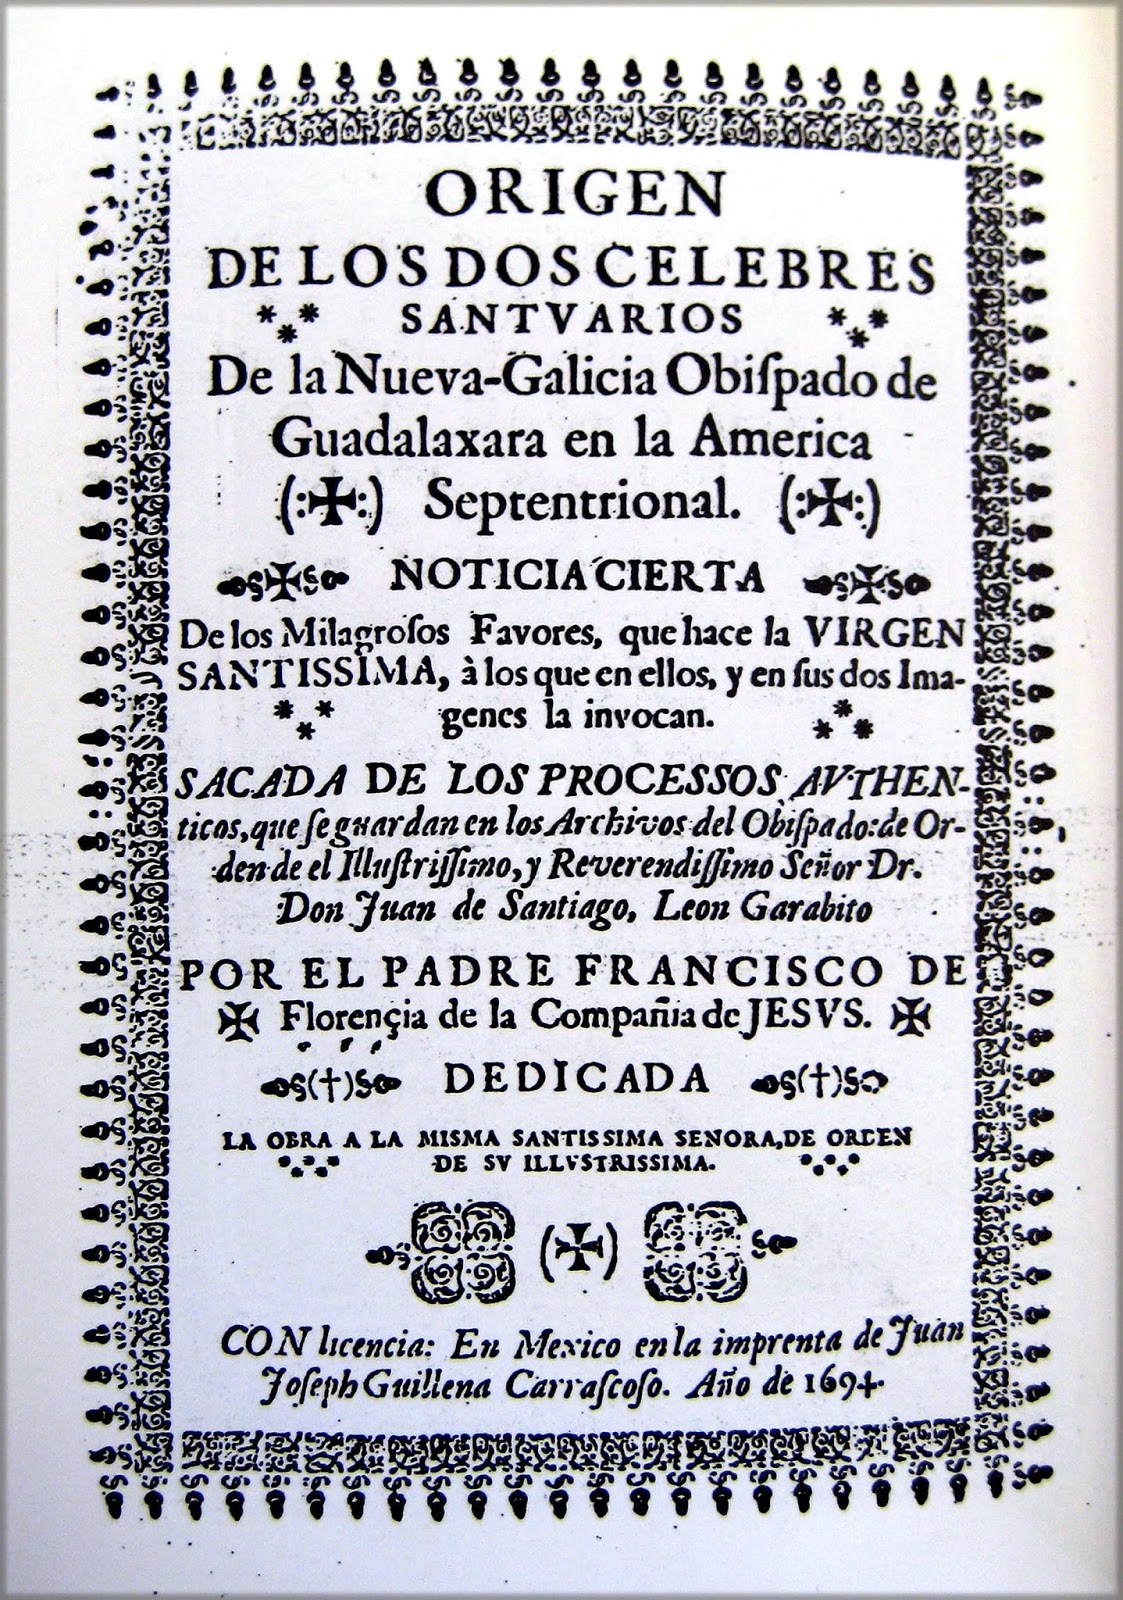 ORIGEN
DE LOS DOS CELEBRES
SANTVARIOS
De la Nueva-Galicia Obiſpado de
Guadalaxara en la America
Septentrional.
NOTICIA CIERTA
De los Milagroſos Favores, que hace la VIRGEN
SANTISSIMA, à los que en ellos, y en ſus dos Ima-
genes la invocan.
SACADA DE LOS PROCESSOS AVTHEN-
ticos, que ſe guardan en los Archivos del Obiſpado: de Or-
den de el Illuſtriſſimo, y Reverendiſſimo Señor Dr.
Don Juan de Santiago, Leon Garabito
POR EL PADRE FRANCISCO DE
Florençia de la Compañia de JESVS.
DEDICADA
LA OBRA A LA MISMA SANTISSIMA SENORA, DE ORDEN
DE SV ILLVSTRISSIMA.
CON licencia: En Mexico en la imprenta de Juan
Joſeph Guillena Carraſcoſo. Año de 1694.